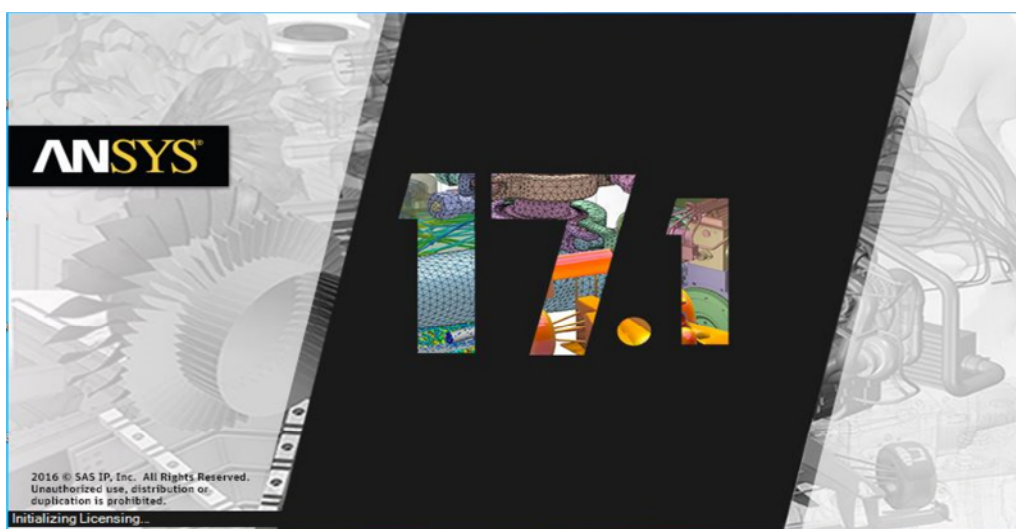 ANSYS®
17.1
2016 © SAS IP, Inc. All Rights Reserved.
Unauthorized use, distribution or
duplication is prohibited.
Initializing Licensing...